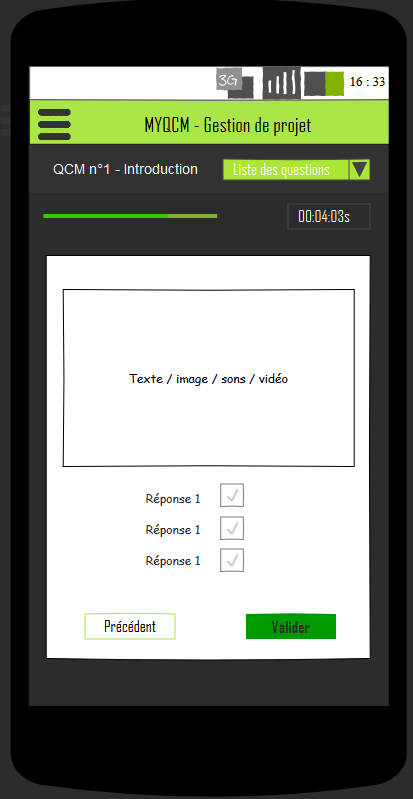 3G
16 : 33
MYQCM - Gestion de projet
QCM n°1 - Introduction
Liste des questions
00:04:03s
Texte / image / sons / vidéo
Réponse 1
Réponse 1
Réponse 1
Précédent
Valider